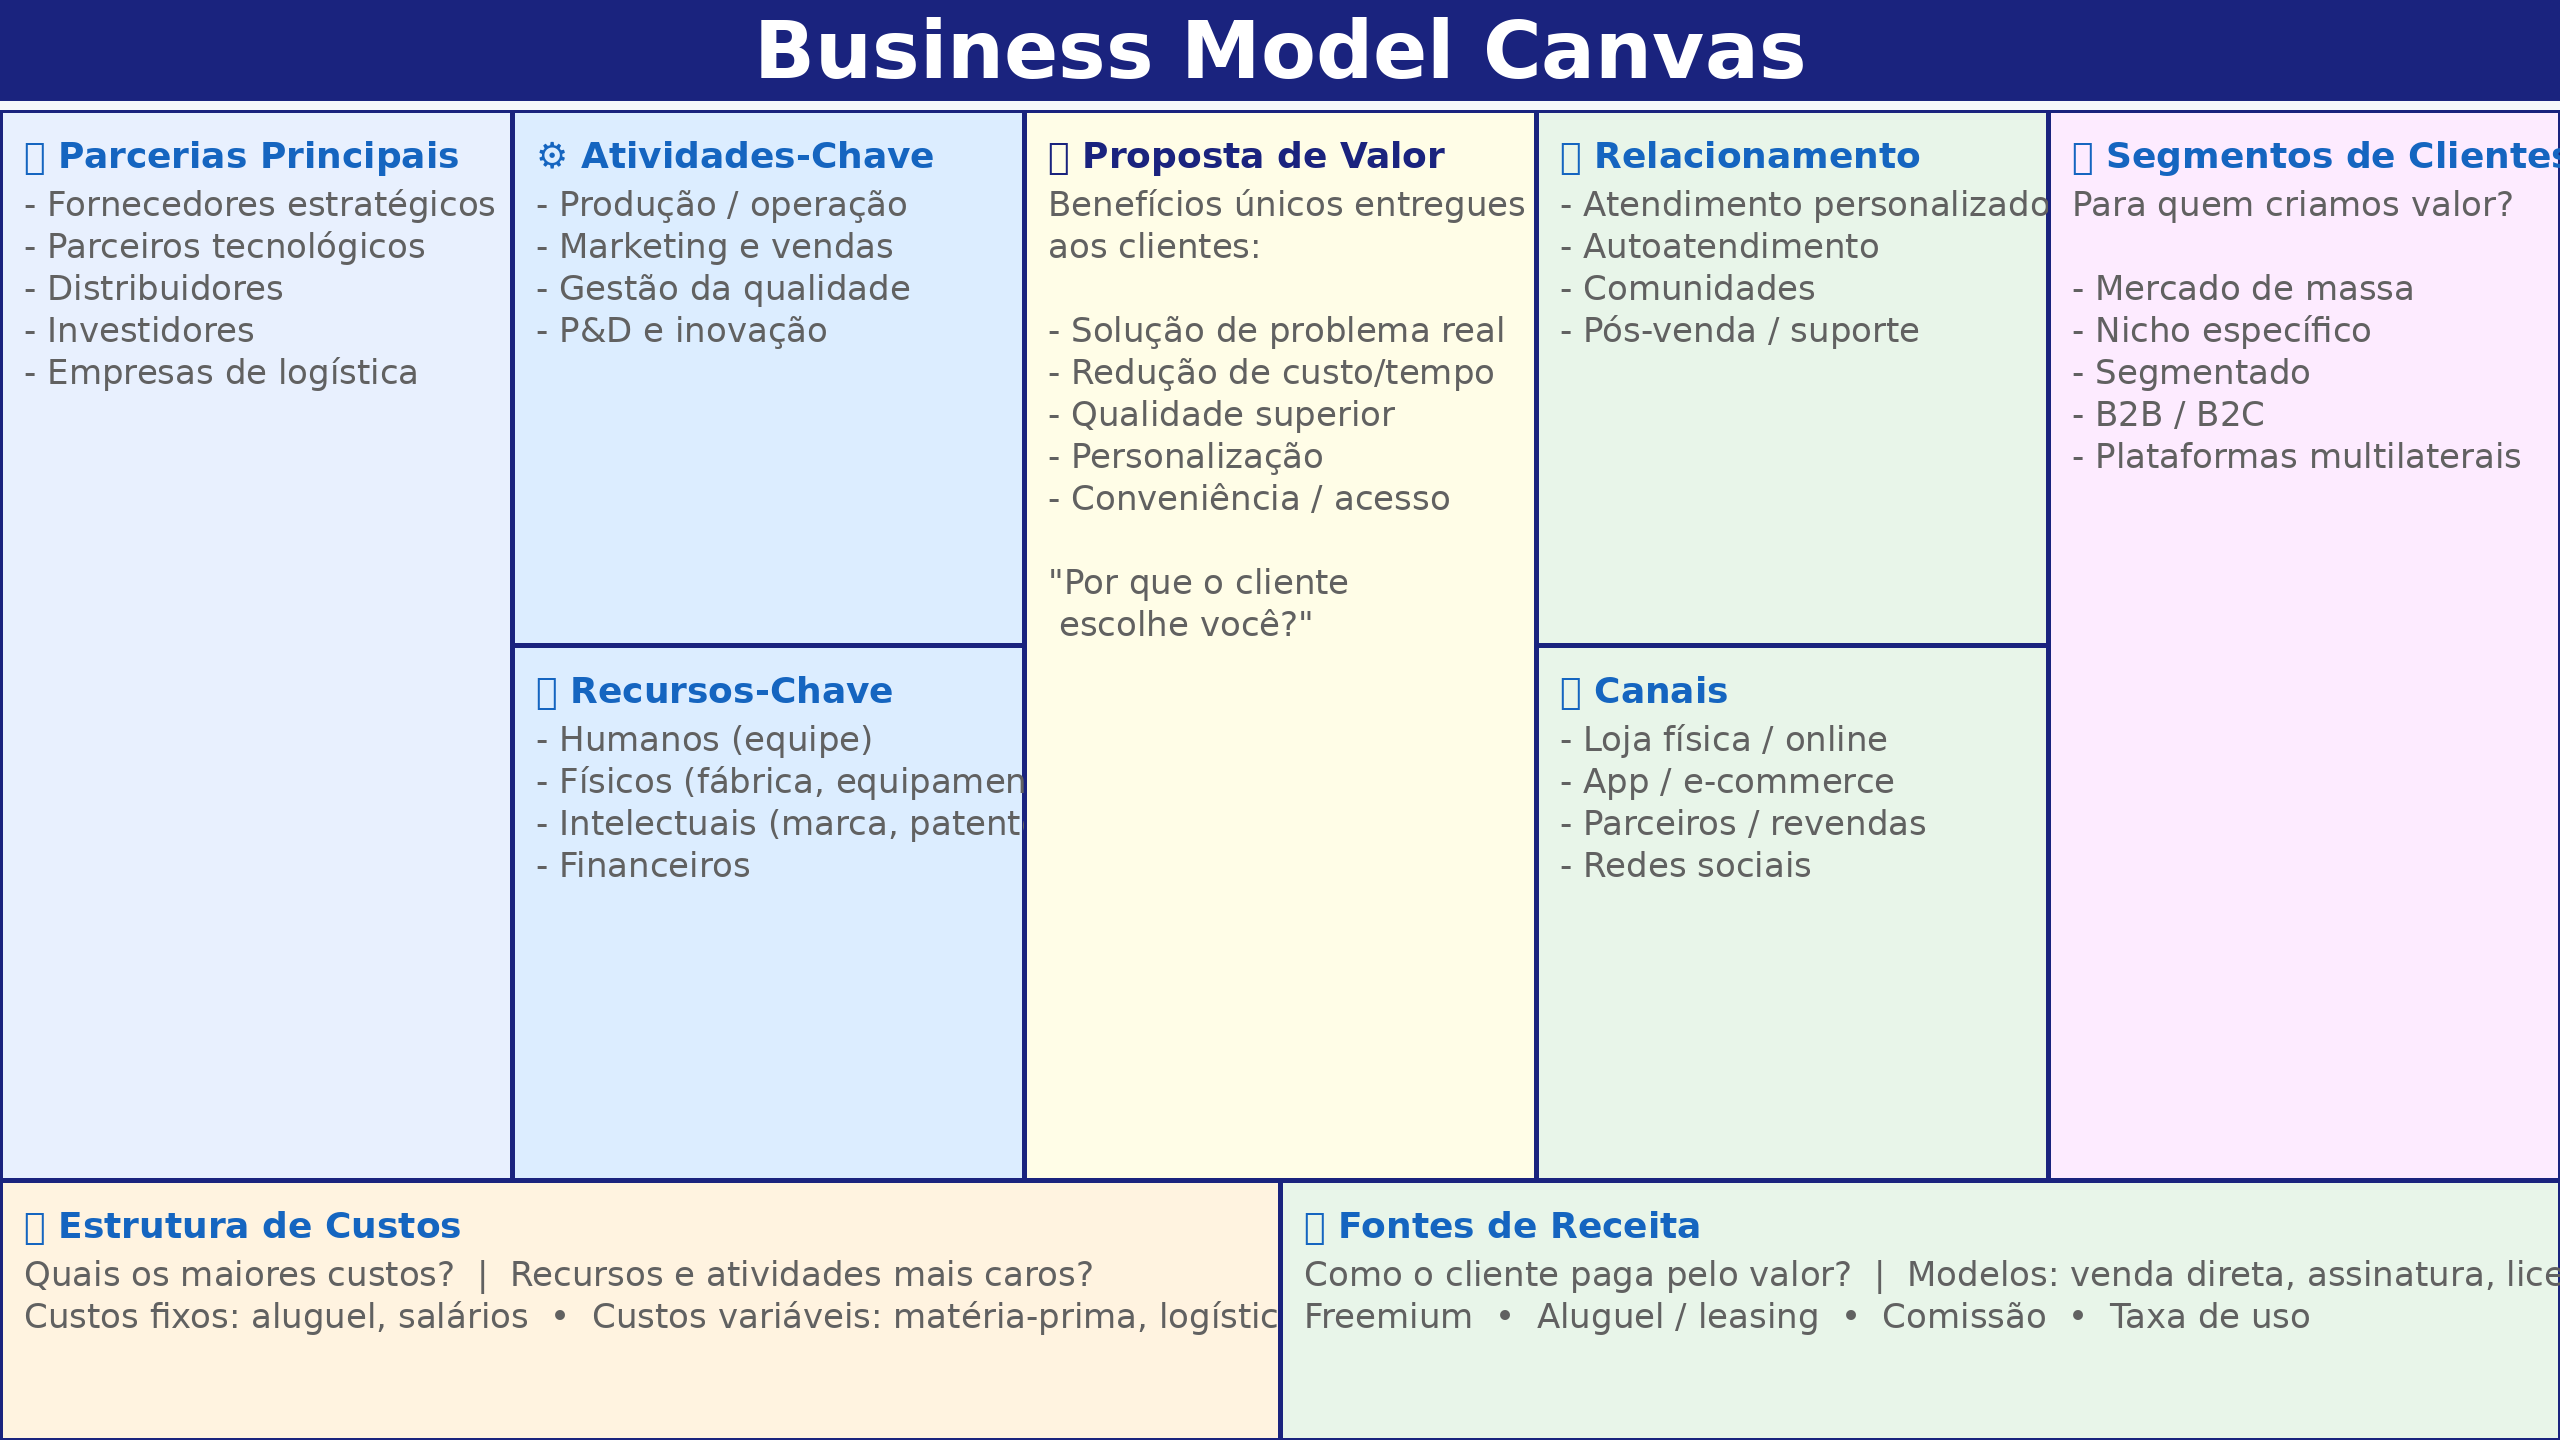 Business Model Canvas
Parcerias Principais
- Fornecedores estratégicos
- Parceiros tecnológicos
- Distribuidores
- Investidores
- Empresas de logística
⚙ Atividades-Chave
- Produção / operação
- Marketing e vendas
- Gestão da qualidade
- P&D e inovação
Recursos-Chave
- Humanos (equipe)
- Físicos (fábrica, equipamen
- Intelectuais (marca, patent
- Financeiros
Proposta de Valor
Benefícios únicos entregues
aos clientes:
- Solução de problema real
- Redução de custo/tempo
- Qualidade superior
- Personalização
- Conveniência / acesso
"Por que o cliente
escolhe você?"
Relacionamento
- Atendimento personalizado
- Autoatendimento
- Comunidades
- Pós-venda / suporte
Canais
- Loja física / online
- App / e-commerce
- Parceiros / revendas
- Redes sociais
Segmentos de Clientes
Para quem criamos valor?
- Mercado de massa
- Nicho específico
- Segmentado
- B2B / B2C
- Plataformas multilaterais
Estrutura de Custos
Quais os maiores custos? | Recursos e atividades mais caros?
Custos fixos: aluguel, salários • Custos variáveis: matéria-prima, logístic
Fontes de Receita
Como o cliente paga pelo valor? | Modelos: venda direta, assinatura, lice
Freemium • Aluguel / leasing • Comissão • Taxa de uso